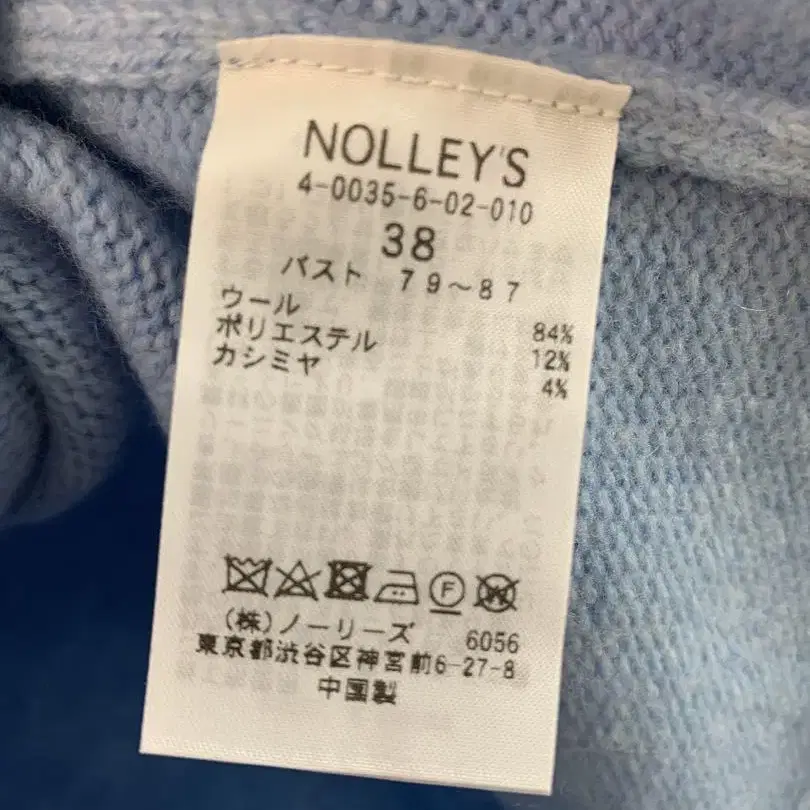 NOLLEY'S
4-0035-6-02-010
38
バスト 79~87
ウール 84%
ポリエステル 12%
カシミヤ 4%
F W
(株)ノーリーズ 6056
東京都渋谷区神宮前6-27-8
中国製